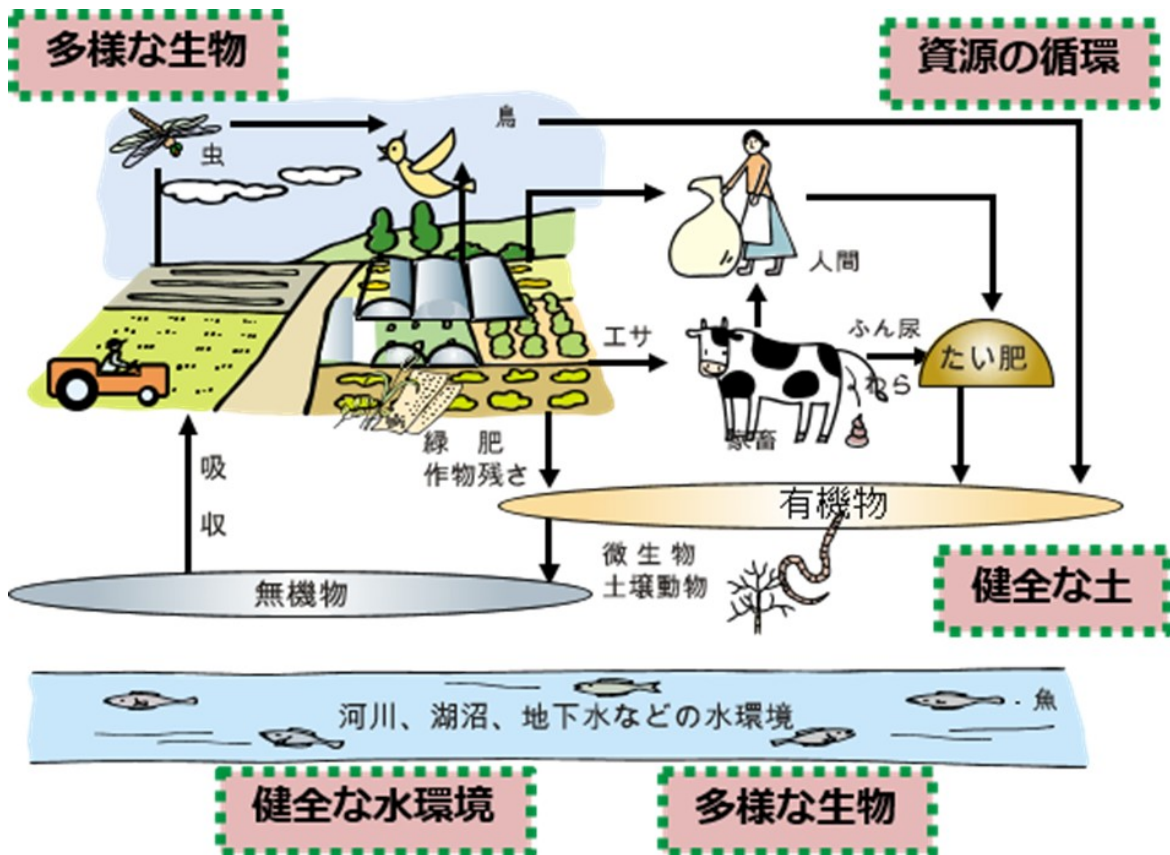 多様な生物
資源の循環
虫
鳥
人間
エサ
ふん尿
わら
たい肥
家畜
緑 肥
作物残さ
吸
収
有機物
無機物
微 生 物
土壌動物
健全な土
河川、湖沼、地下水などの水環境
魚
健全な水環境
多様な生物